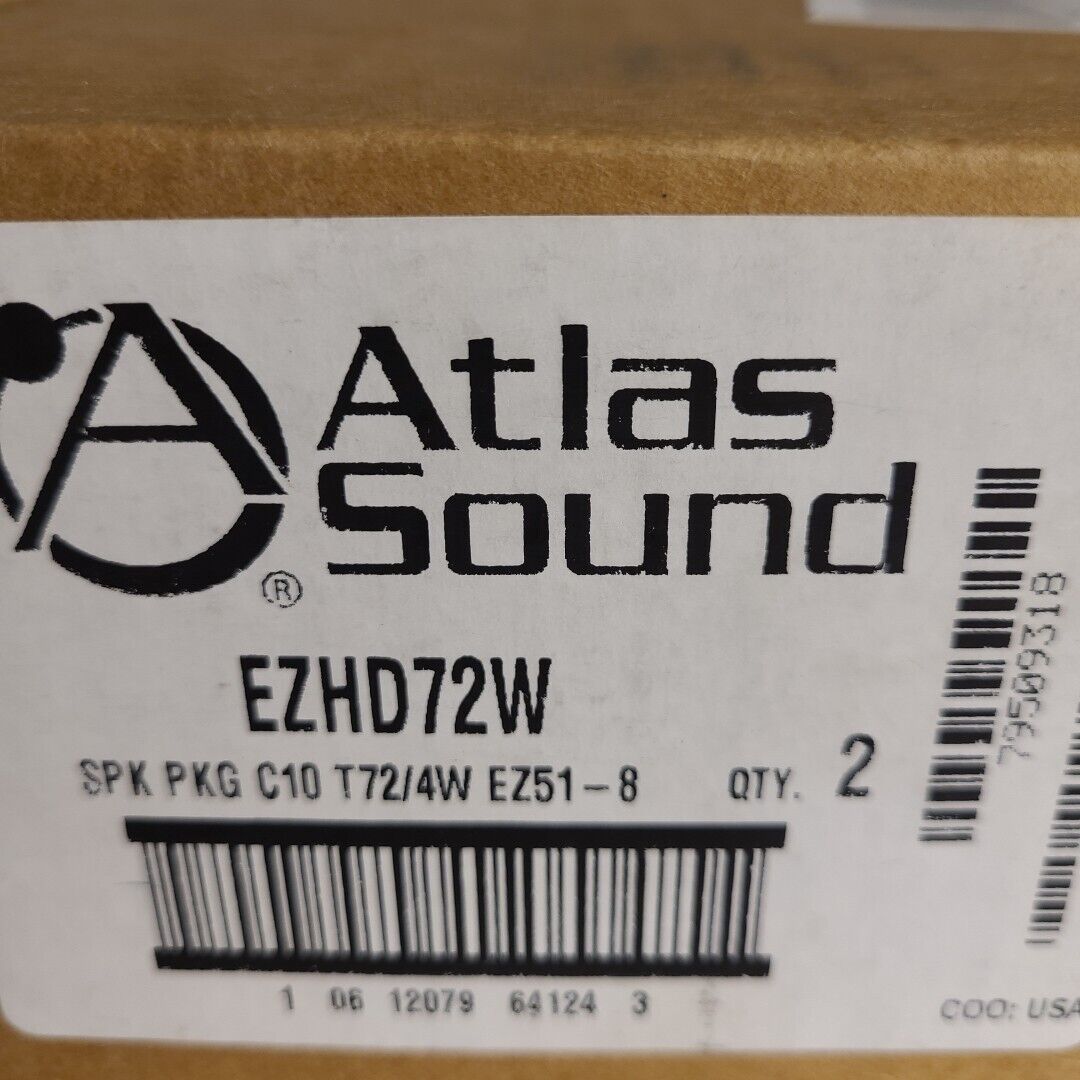 Atlas
Sound
®
EZHD72W
SPK PKG C10 T72/4W EZ51-8 QTY. 2
1 06 12079 64124 3
79509318
COO: USA